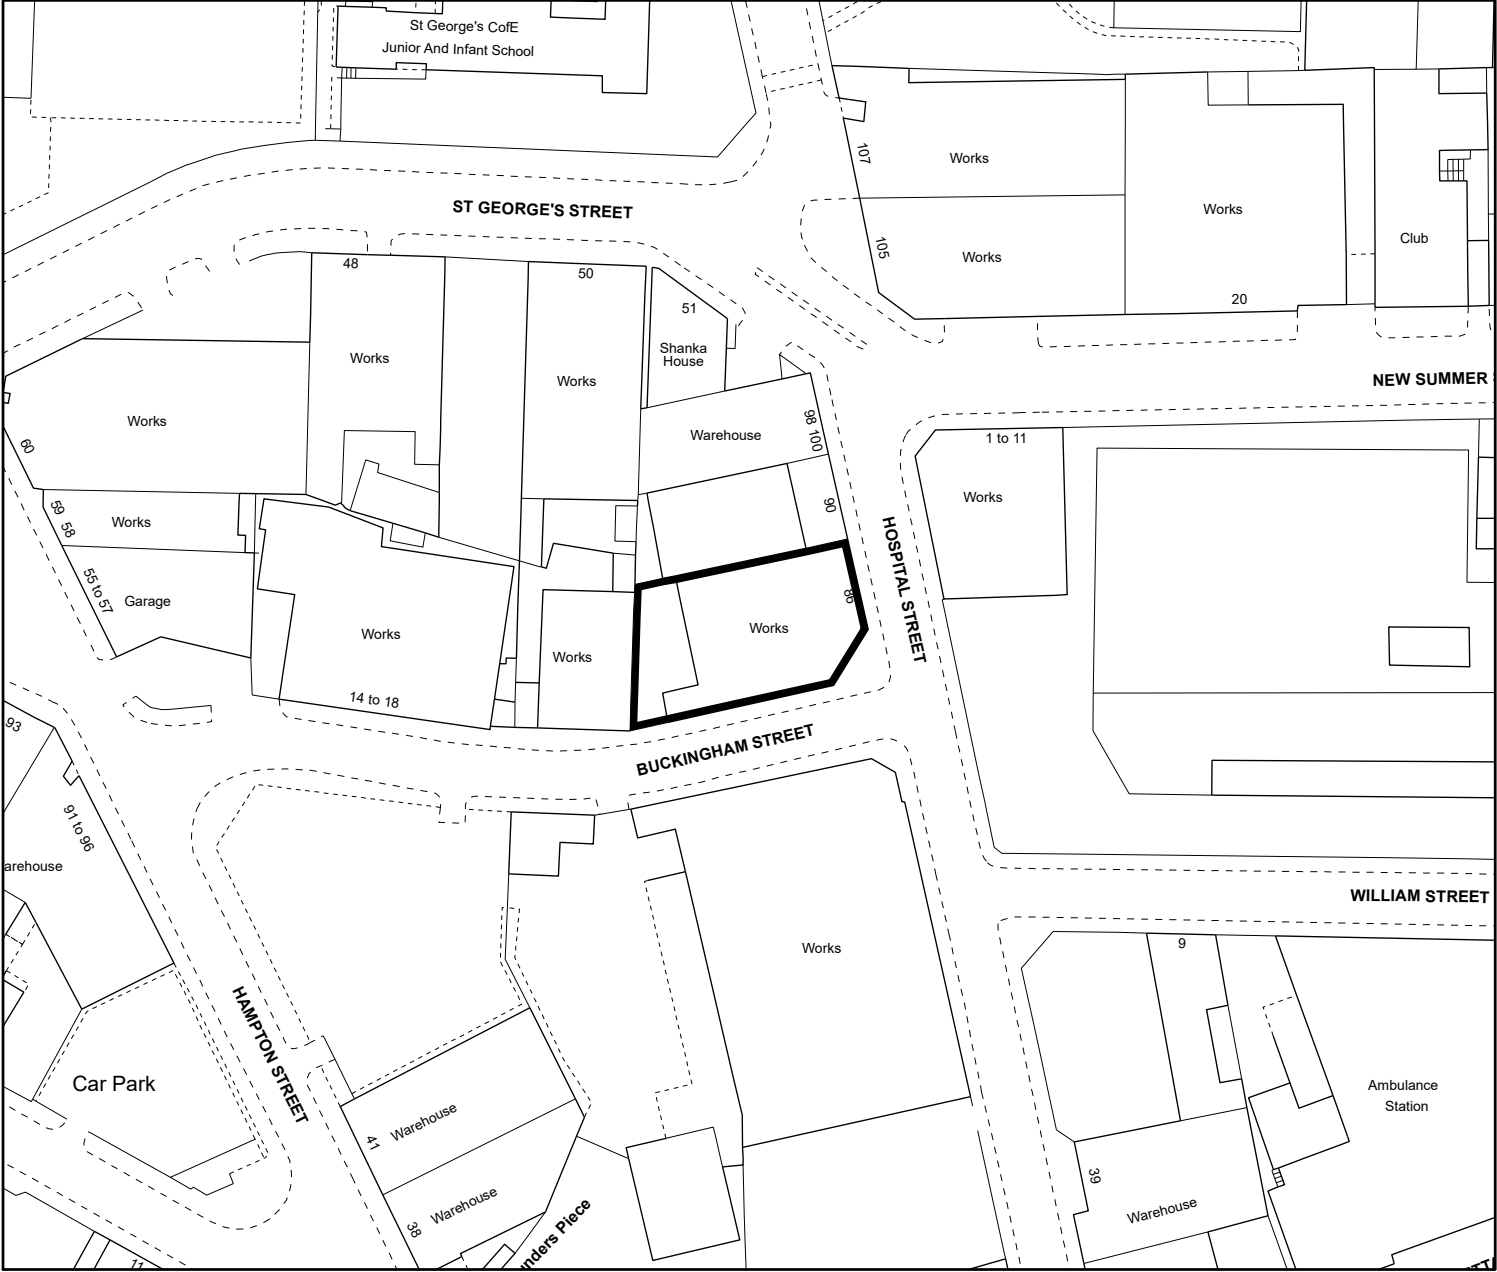 St George's CofE
Junior And Infant School
107
Works
ST GEORGE'S STREET
Works
105
Works
Club
48
50
51
20
Shanka
House
Works
Works
NEW SUMMER
Works
98 100
Warehouse
1 to 11
60
90
Works
59 58
Works
HOSPITAL STREET
55 to 57
Garage
86
Works
Works
Works
14 to 18
93
BUCKINGHAM STREET
91 to 96
arehouse
WILLIAM STREET
Works
9
HAMPTON STREET
Car Park
Ambulance
Station
41
Warehouse
39
Warehouse
38
Warehouse
nders Piece
11